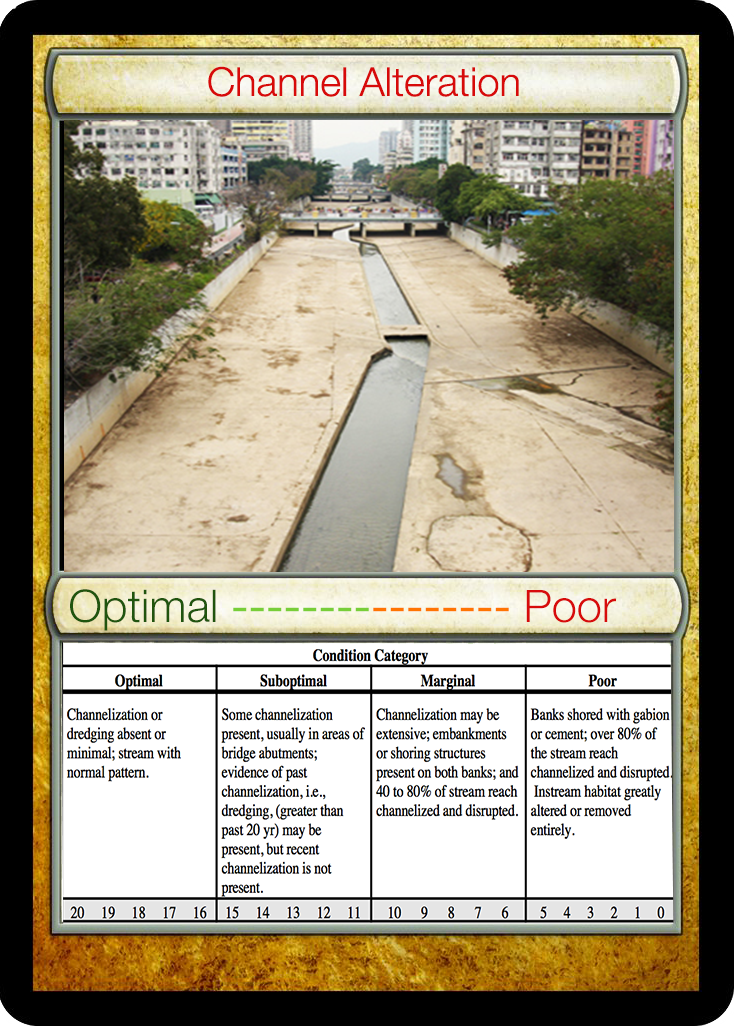 Channel Alteration
Optimal ----------------- Poor
Condition Category
Optimal Suboptimal Marginal Poor
Channelization or
dredging absent or
minimal; stream with
normal pattern.
Some channelization
present, usually in areas of
bridge abutments;
evidence of past
channelization, i.e.,
dredging, (greater than
past 20 yr) may be
present, but recent
channelization is not
present.
Channelization may be
extensive; embankments
or shoring structures
present on both banks; and
40 to 80% of stream reach
channelized and disrupted.
Banks shored with gabion
or cement; over 80% of
the stream reach
channelized and disrupted.
Instream habitat greatly
altered or removed
entirely.
20 19 18 17 16 15 14 13 12 11 10 9 8 7 6 5 4 3 2 1 0